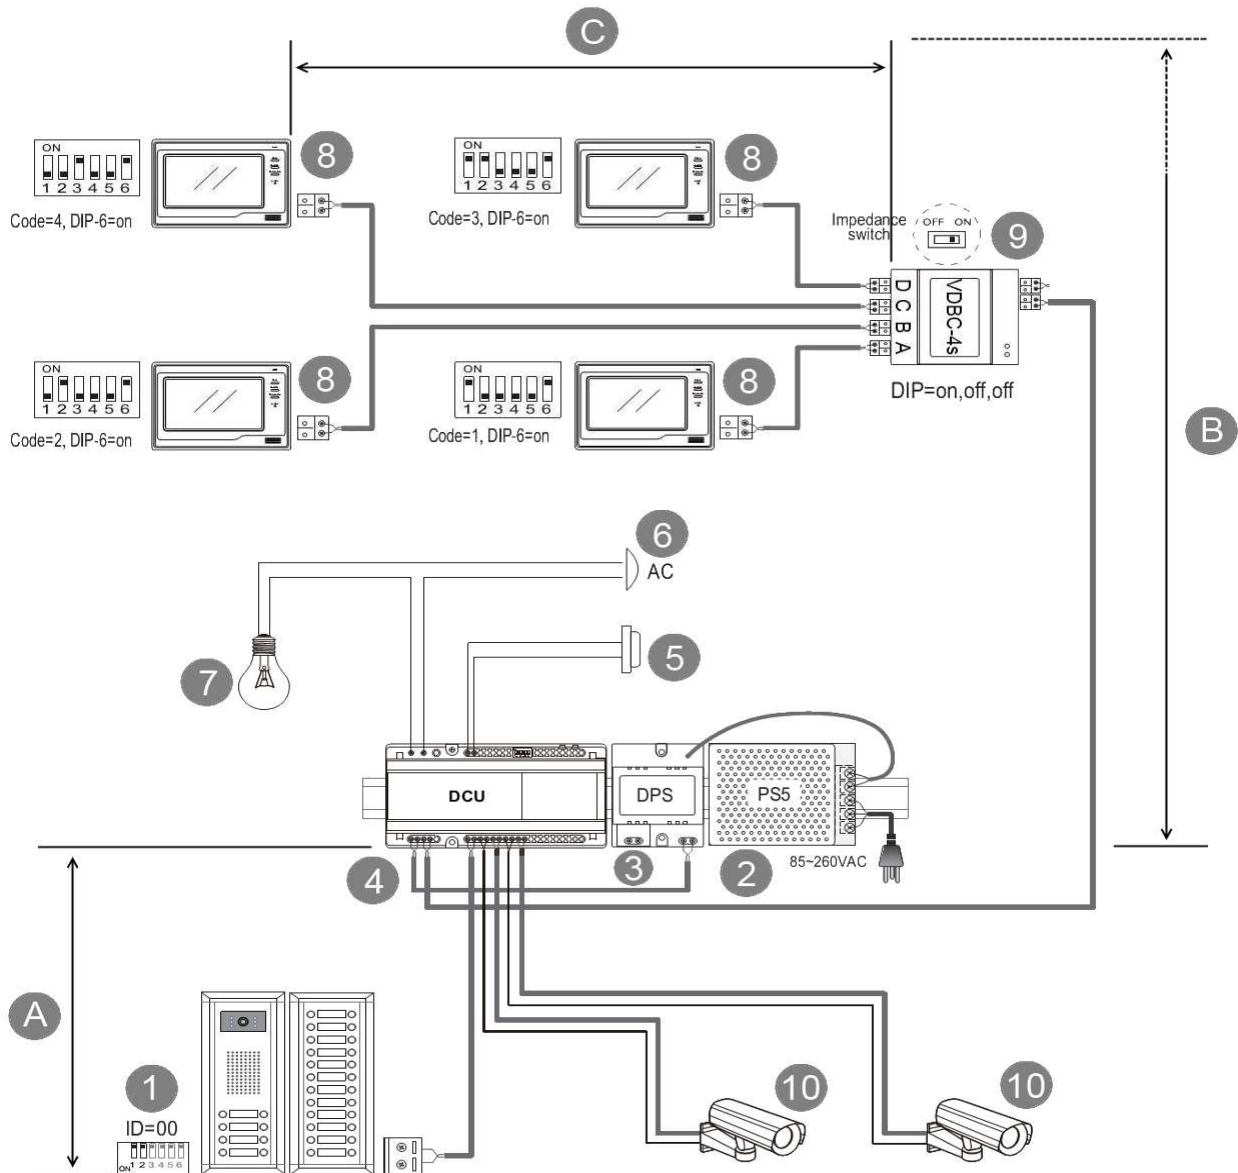 C
ON
8
1 2 3 4 5 6
Code=4, DIP-6=on
ON
8
1 2 3 4 5 6
Code=3, DIP-6=on
Impedance
switch
OFF ON
9
D
C
B
A
VDBC-4s
DIP=on,off,off
ON
8
1 2 3 4 5 6
Code=2, DIP-6=on
ON
8
1 2 3 4 5 6
Code=1, DIP-6=on
B
6
AC
5
7
DCU
DPS
PS5
4
3
2
85~260VAC
A
1
ID=00
ON 1 2 3 4 5 6
10
10